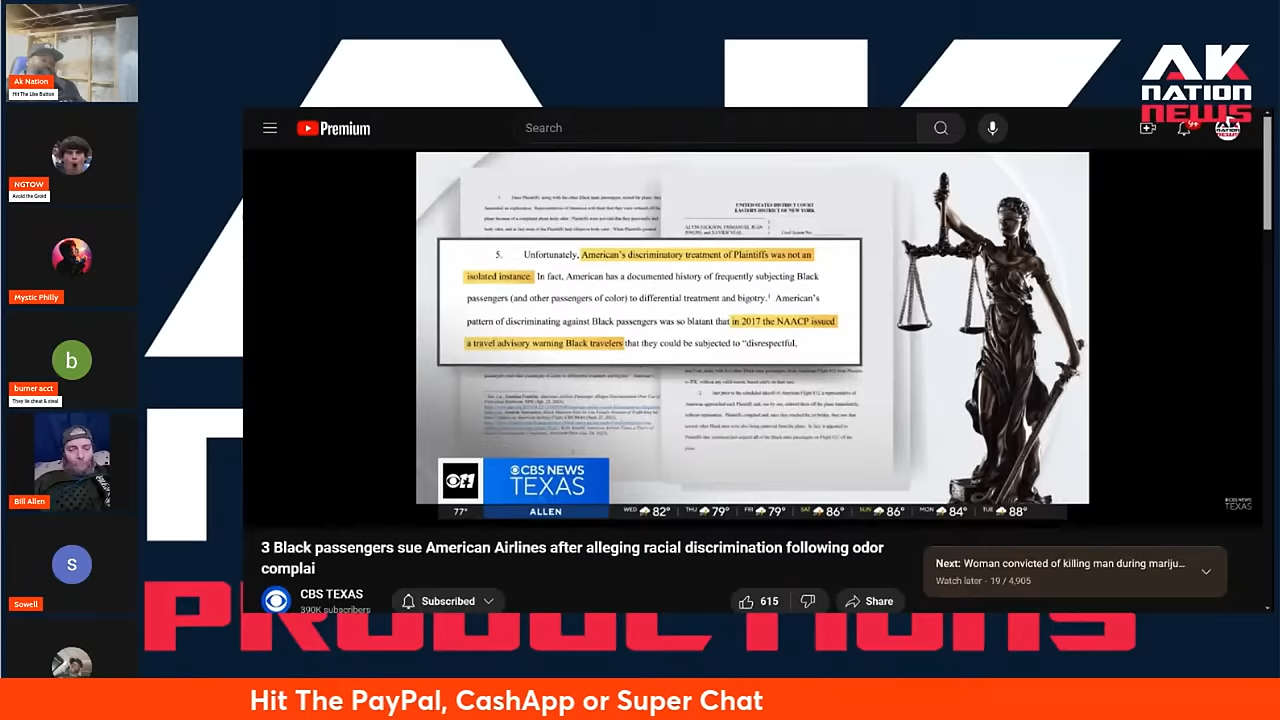 Ak Nation
Hit The Like Button
NGTOW
Avoid the Groid
Mystic Philly
b
burner acct
They lie cheat & steal
Bill Allen
S
Sowell
AK
NATION
NEWS
Premium
Search
9+
UNITED STATES DISTRICT COURT
EASTERN DISTRICT OF NEW YORK
5. Unfortunately, American's discriminatory treatment of Plaintiffs was not an
isolated instance. In fact, American has a documented history of frequently subjecting Black
passengers (and other passengers of color) to differential treatment and bigotry.1 American's
pattern of discriminating against Black passengers was so blatant that in 2017 the NAACP issued
a travel advisory warning Black travelers that they could be subjected to "disrespectful,
CBS NEWS
TEXAS
77° ALLEN WED 82° THU 79° FRI 79° SAT 86° SUN 86° MON 84° TUE 88°
CBS NEWS
TEXAS
3 Black passengers sue American Airlines after alleging racial discrimination following odor
complai
CBS TEXAS
390K subscribers
Subscribed
615
Share
Next: Woman convicted of killing man during mariju...
Watch later - 19 / 4,905
PRODUCTIONS
Hit The PayPal, CashApp or Super Chat